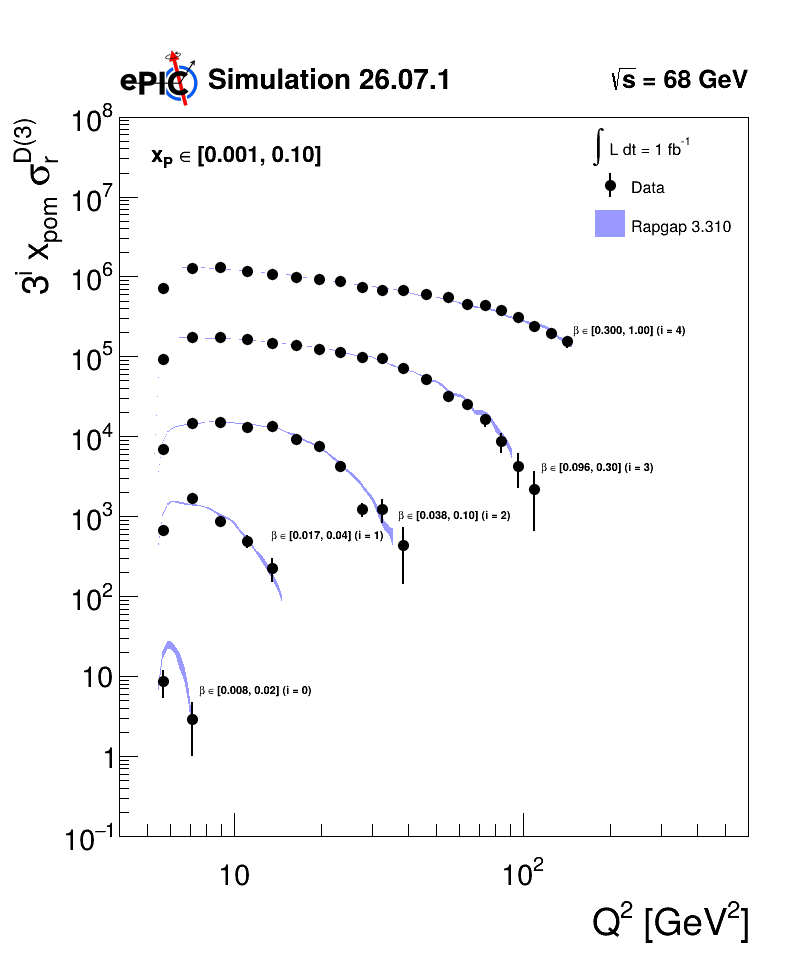 ePIC Simulation 26.07.1
√s = 68 GeV
3^i x_pom σ_r^D(3)
10^8
10^7
10^6
10^5
10^4
10^3
10^2
10
1
10^−1
x_P ∈ [0.001, 0.10]
∫ L dt = 1 fb^-1
Data
Rapgap 3.310
β ∈ [0.300, 1.00] (i = 4)
β ∈ [0.096, 0.30] (i = 3)
β ∈ [0.038, 0.10] (i = 2)
β ∈ [0.017, 0.04] (i = 1)
β ∈ [0.008, 0.02] (i = 0)
10
10^2
Q^2 [GeV^2]